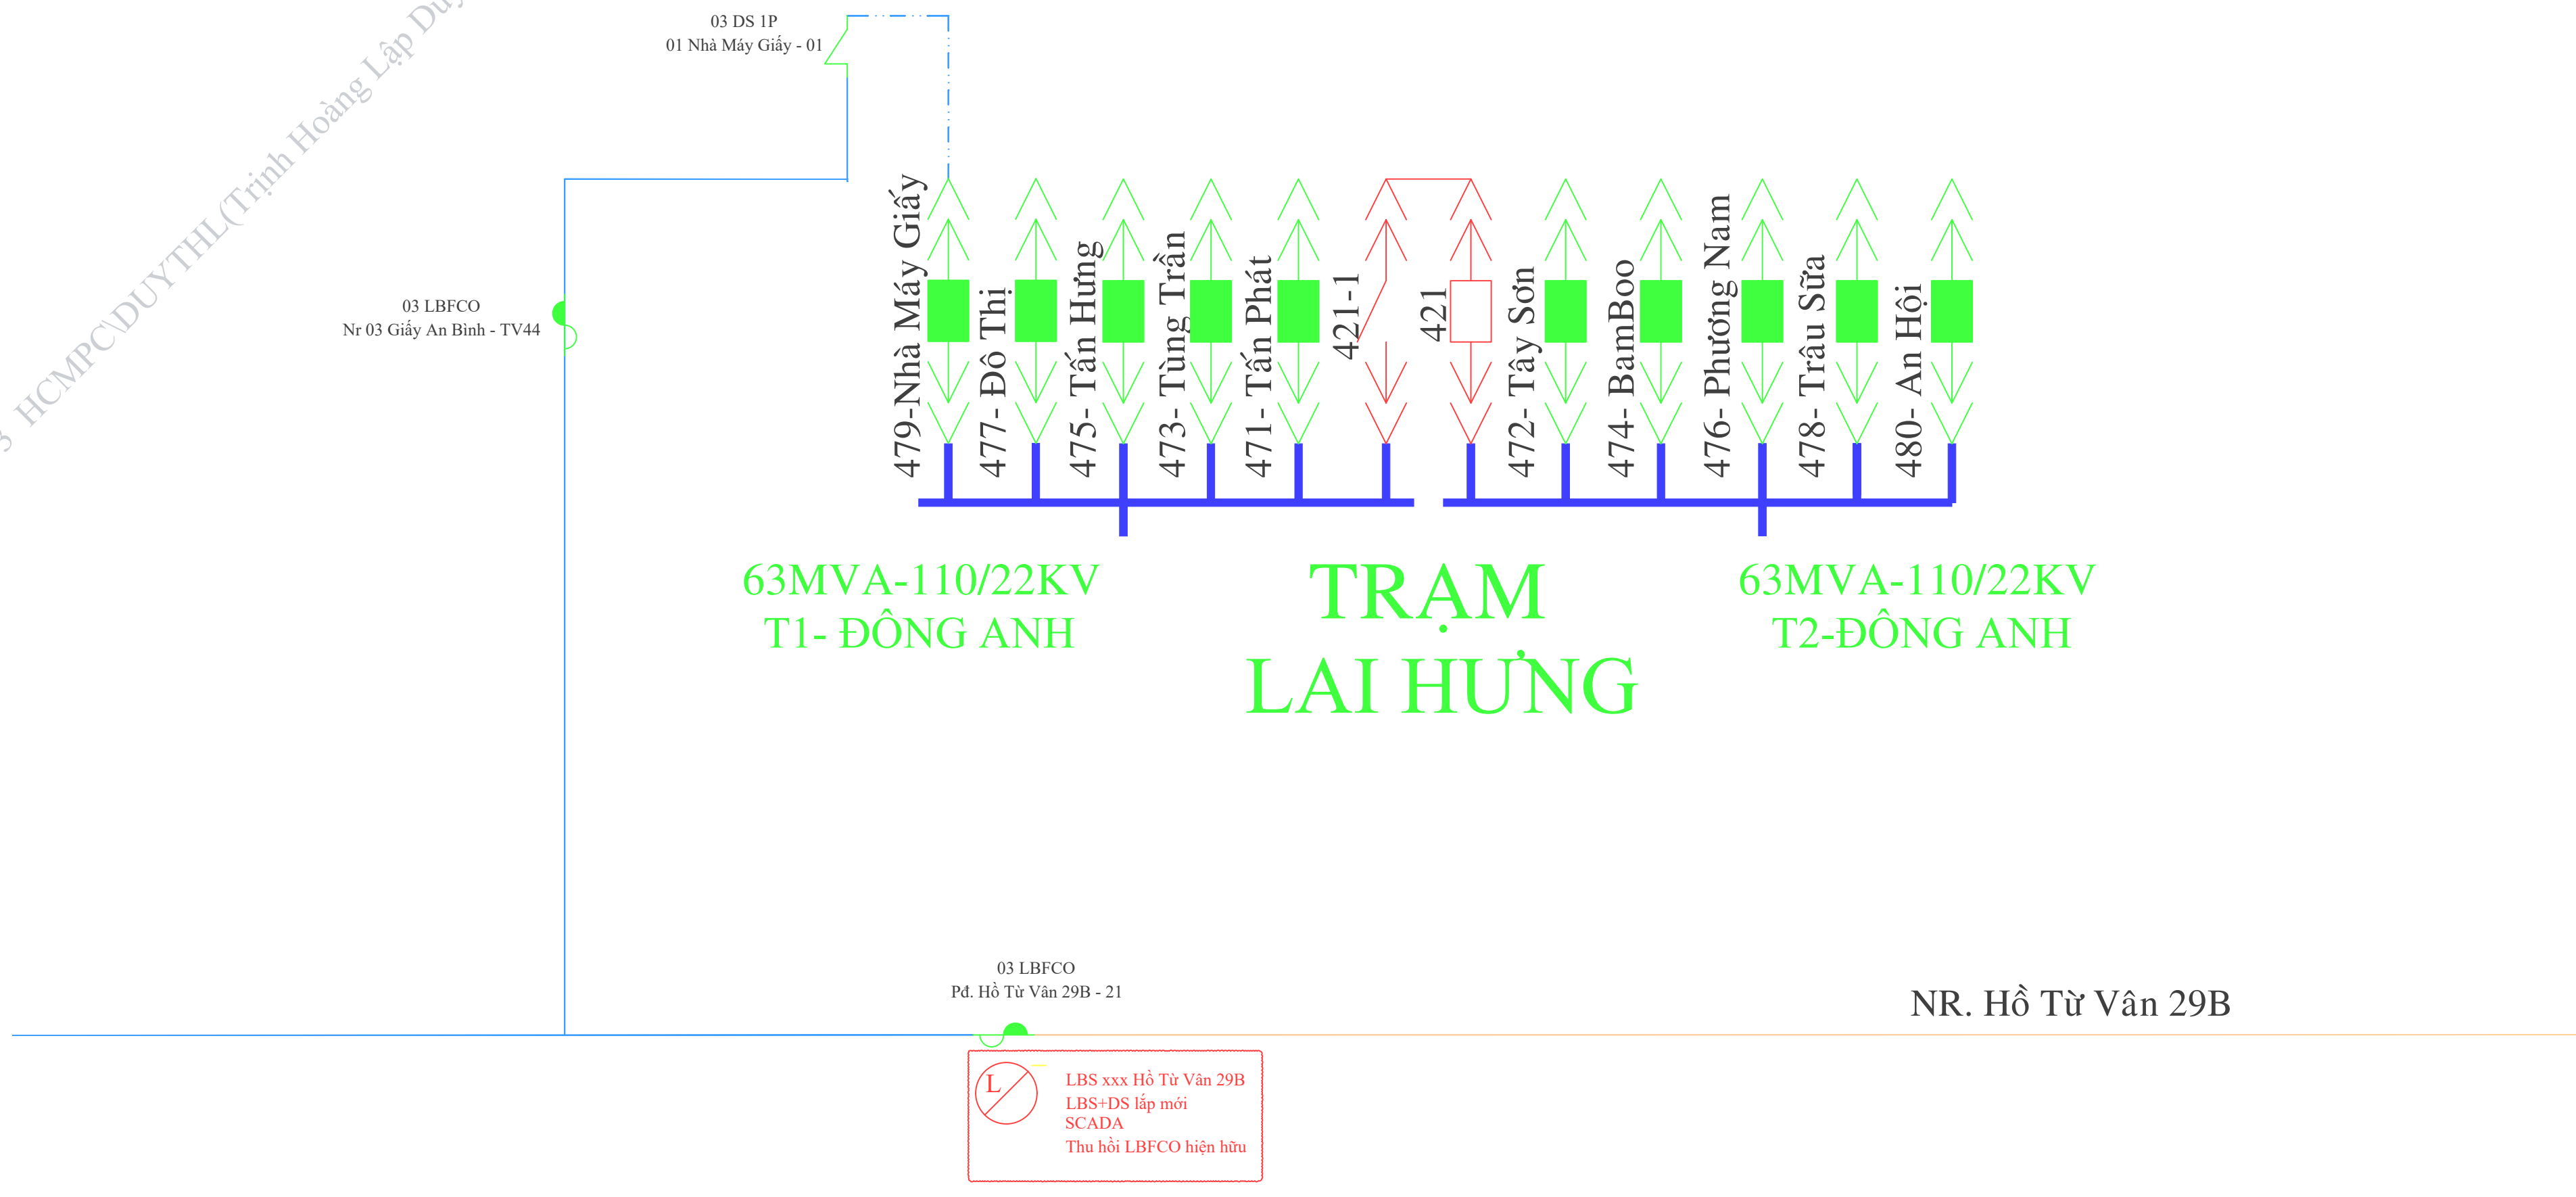 03 DS 1P
01 Nhà Máy Giấy - 01
HCMPC\DUYTHL(Trịnh Hoàng Lập Duy
03 LBFCO
Nr 03 Giấy An Bình - TV44
479-Nhà Máy Giấy
477- Đô Thị
475- Tấn Hưng
473- Tùng Trần
471- Tấn Phát
421-1
421
472- Tây Sơn
474- BamBoo
476- Phương Nam
478- Trâu Sữa
480- An Hội
63MVA-110/22KV
T1- ĐÔNG ANH
TRẠM
LAI HƯNG
63MVA-110/22KV
T2-ĐÔNG ANH
03 LBFCO
Pđ. Hồ Từ Vân 29B - 21
NR. Hồ Từ Vân 29B
L
LBS xxx Hồ Từ Vân 29B
LBS+DS lắp mới
SCADA
Thu hồi LBFCO hiện hữu